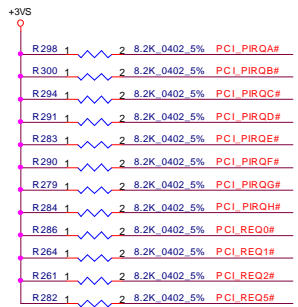 +3VS
R298 1 2 8.2K_0402_5% PCI_PIRQA#
R300 1 2 8.2K_0402_5% PCI_PIRQB#
R294 1 2 8.2K_0402_5% PCI_PIRQC#
R291 1 2 8.2K_0402_5% PCI_PIRQD#
R283 1 2 8.2K_0402_5% PCI_PIRQE#
R290 1 2 8.2K_0402_5% PCI_PIRQF#
R279 1 2 8.2K_0402_5% PCI_PIRQG#
R284 1 2 8.2K_0402_5% PCI_PIRQH#
R286 1 2 8.2K_0402_5% PCI_REQ0#
R264 1 2 8.2K_0402_5% PCI_REQ1#
R261 1 2 8.2K_0402_5% PCI_REQ2#
R282 1 2 8.2K_0402_5% PCI_REQ5#